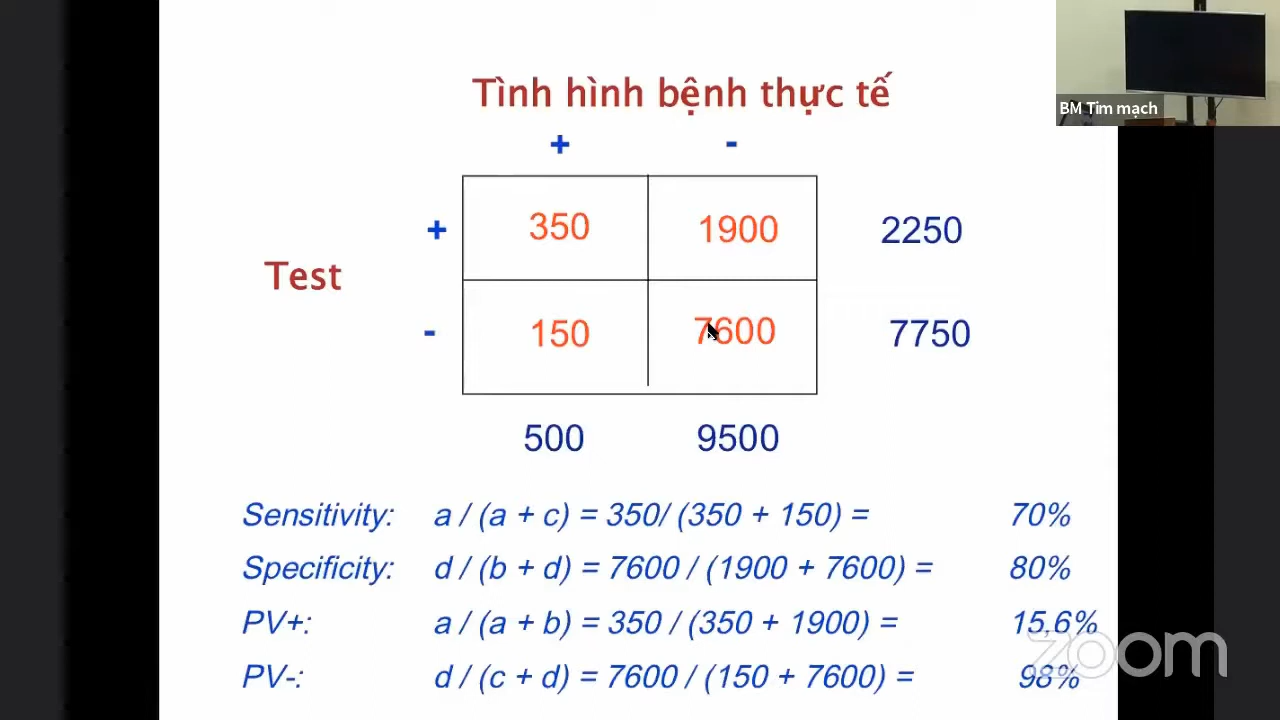 Tình hình bệnh thực tế
BM Tim mạch
+ -
+ 350 1900 2250
Test
- 150 7600 7750
500 9500
Sensitivity: a / (a + c) = 350/ (350 + 150) = 70%
Specificity: d / (b + d) = 7600 / (1900 + 7600) = 80%
PV+: a / (a + b) = 350 / (350 + 1900) = 15,6%
zoom
PV-: d / (c + d) = 7600 / (150 + 7600) = 98%